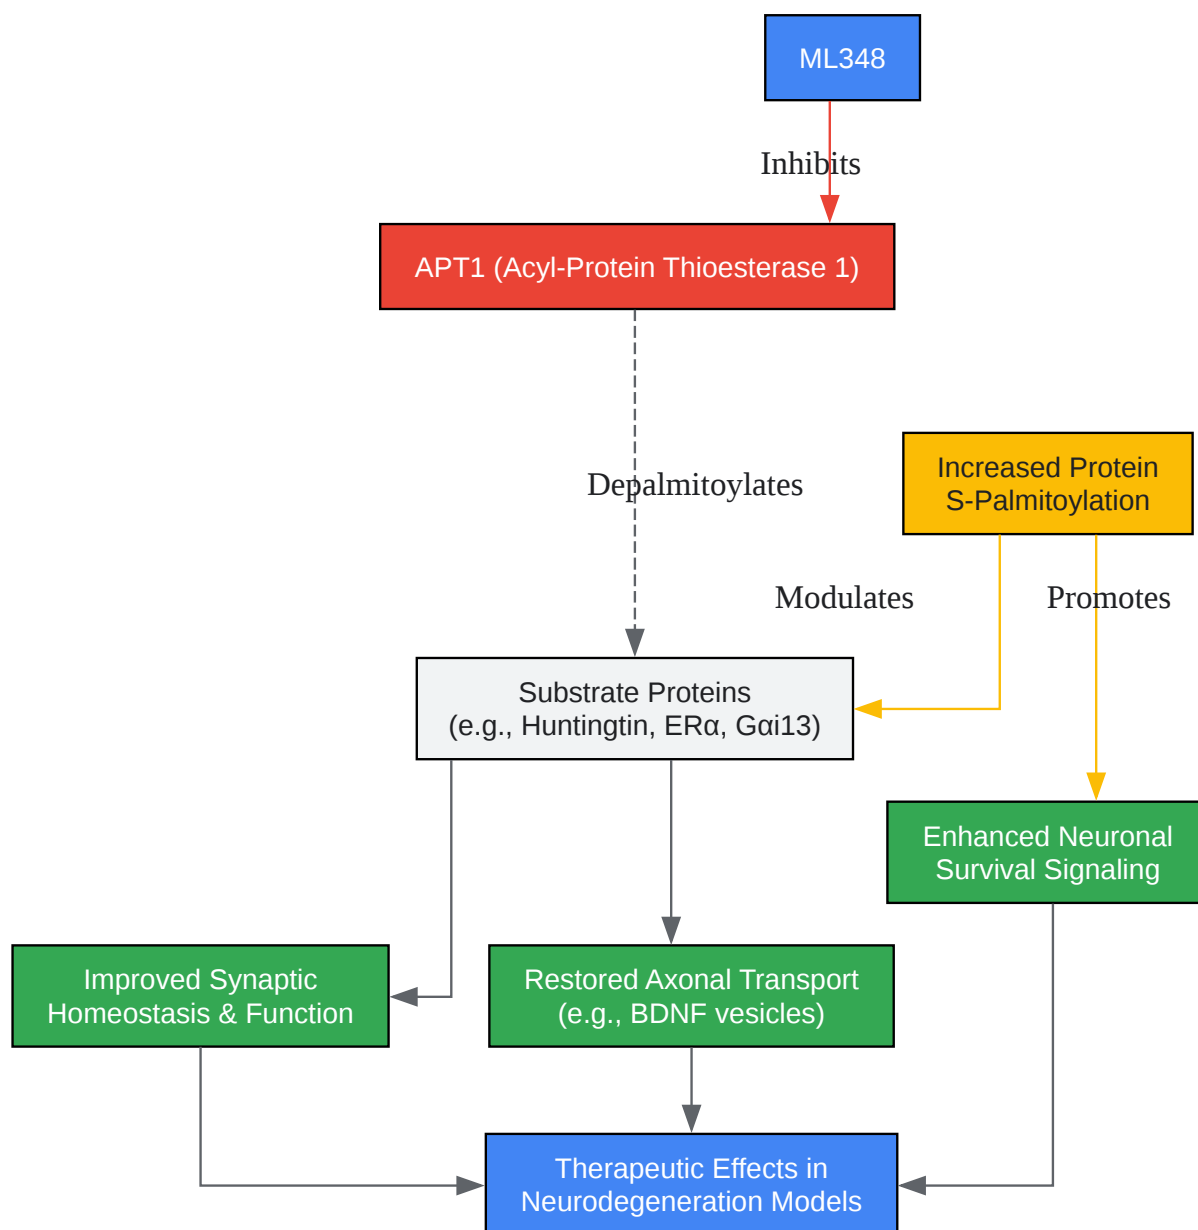 ML348
Inhibits
APT1 (Acyl-Protein Thioesterase 1)
Increased Protein
S-Palmitoylation
Depalmitoylates
Modulates
Promotes
Substrate Proteins
(e.g., Huntingtin, ERα, Gαi13)
Enhanced Neuronal
Survival Signaling
Improved Synaptic
Homeostasis & Function
Restored Axonal Transport
(e.g., BDNF vesicles)
Therapeutic Effects in
Neurodegeneration Models